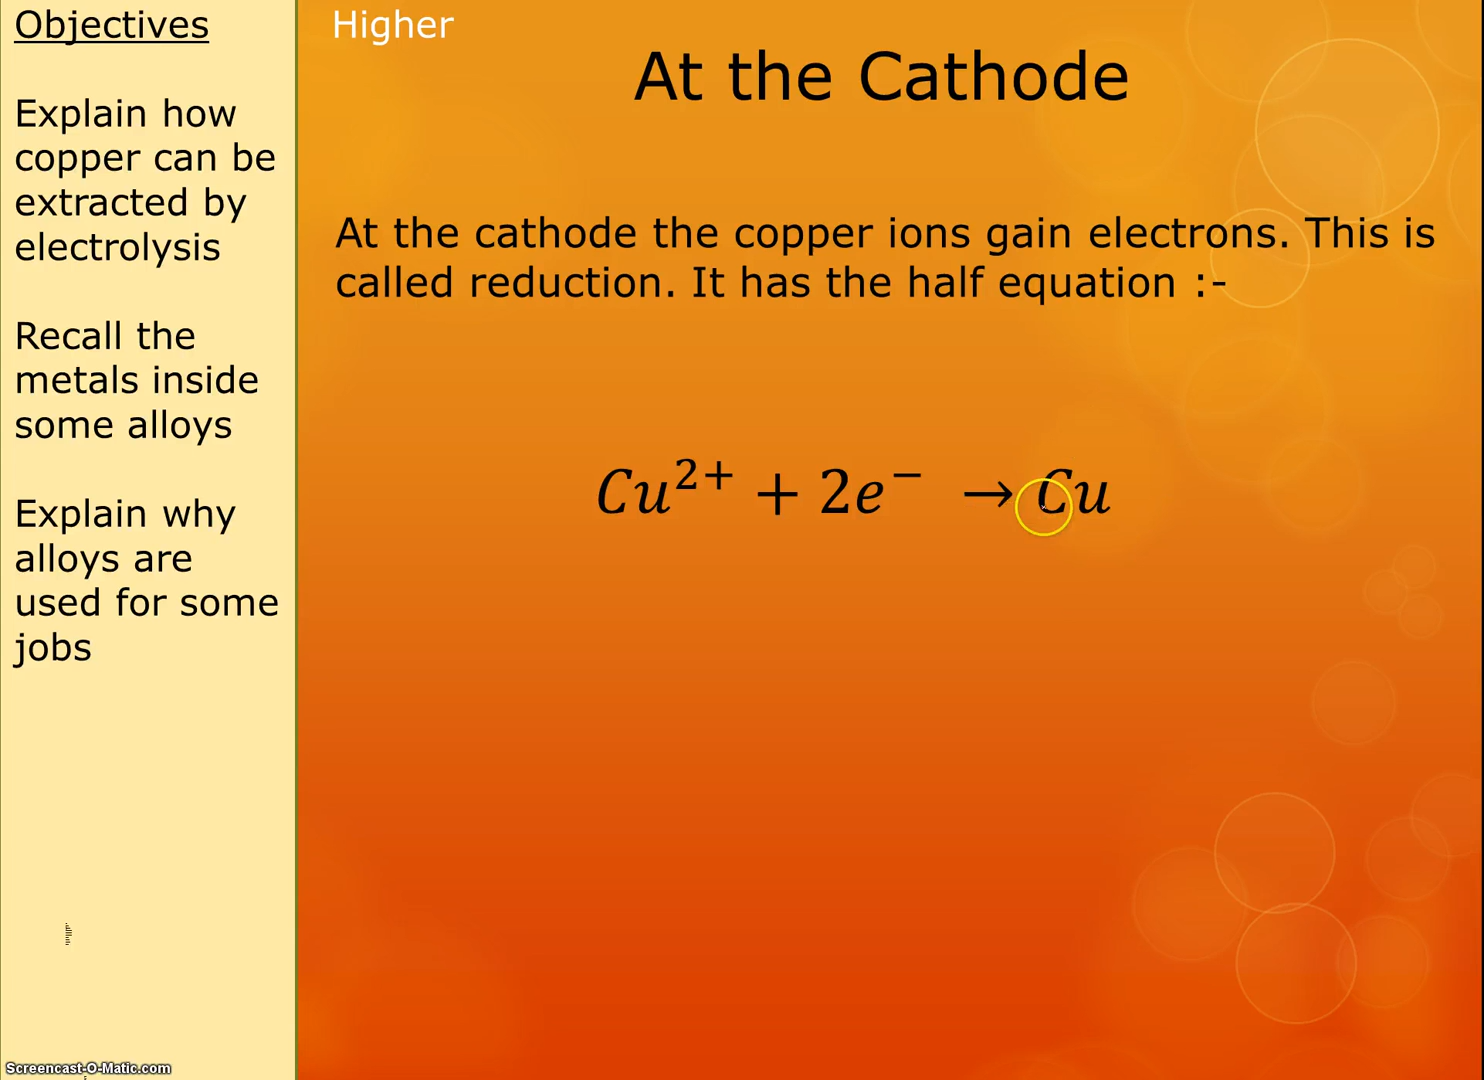 Objectives
Explain how
copper can be
extracted by
electrolysis
Recall the
metals inside
some alloys
Explain why
alloys are
used for some
jobs
Higher
At the Cathode
At the cathode the copper ions gain electrons. This is
called reduction. It has the half equation :-
Cu²⁺ + 2e⁻ → Cu
Screencast-O-Matic.com